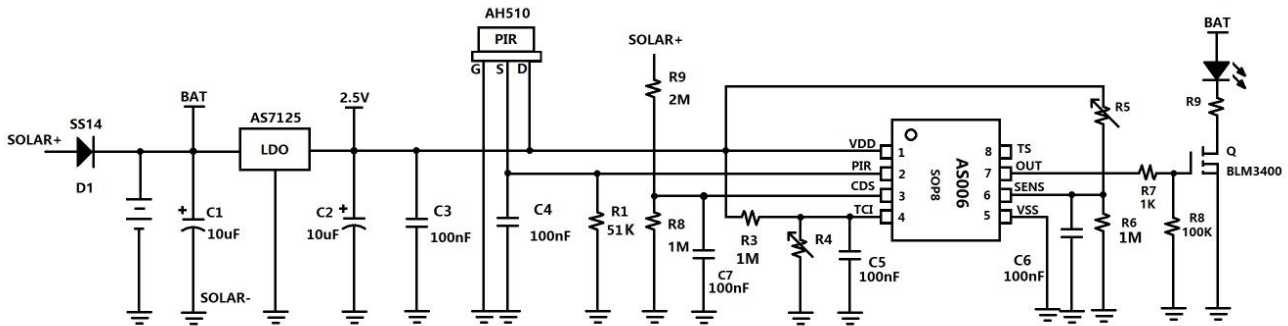 AH510
PIR
G S D
SOLAR+
R9
2M
BAT
R9
Q
BLM3400
SOLAR+
SS14
D1
BAT
C1
10uF
SOLAR-
AS7125
LDO
2.5V
C2
10uF
C3
100nF
C4
100nF
R1
51K
R8
1M
C7
100nF
VDD
PIR
CDS
TCI
R3
1M
R4
C5
100nF
1
2
3
4
AS006
SOP8
8
7
6
5
TS
OUT
SENS
VSS
R5
C6
100nF
R6
1M
R7
1K
R8
100K